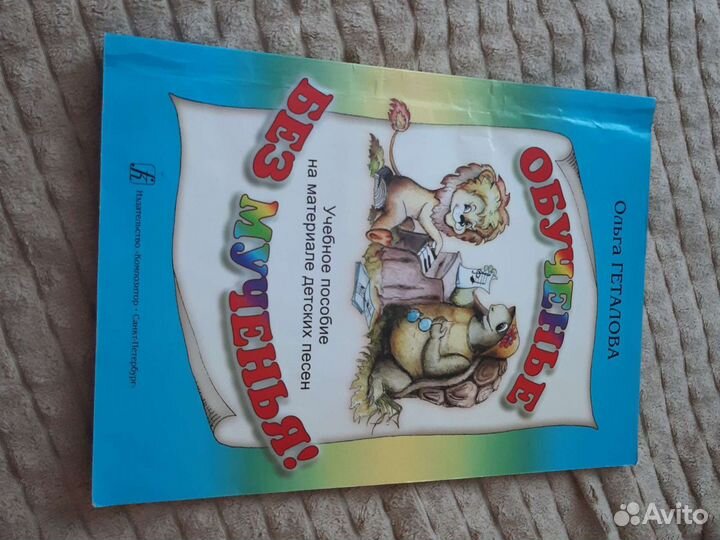 Ольга ГЕТАЛОВА
ОБУЧЕНЬЕ
БЕЗ МУЧЕНЬЯ!
Учебное пособие
на материале детских песен
Издательство «Композитор • Санкт-Петербург»
Avito